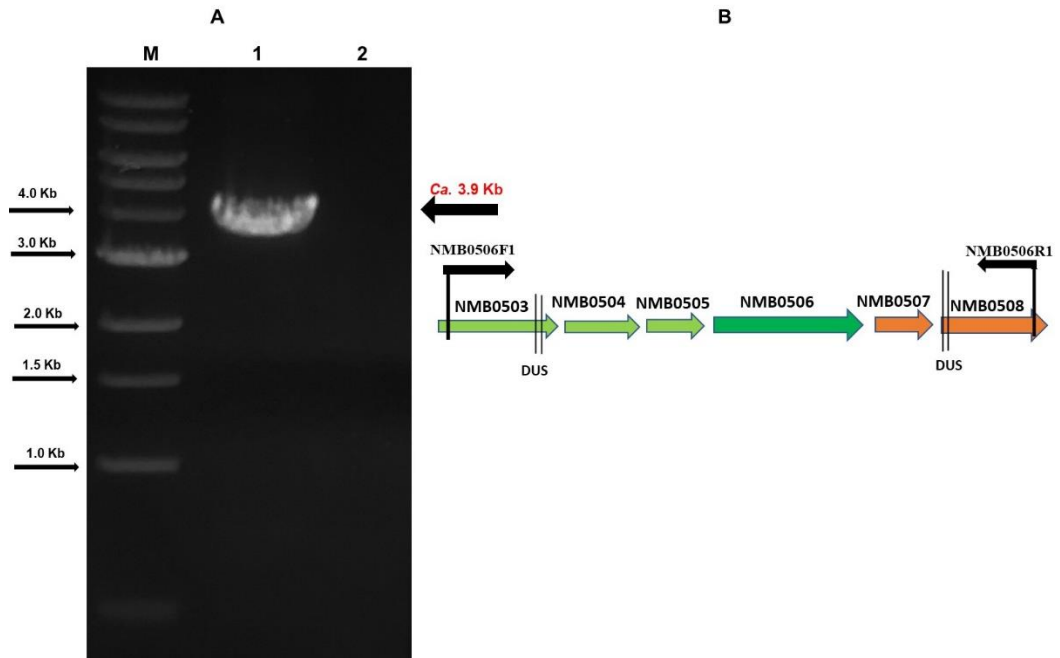 A
B
M 1 2
4.0 Kb
Ca. 3.9 Kb
3.0 Kb
NMB0506F1
NMB0506R1
NMB0503 NMB0504 NMB0505 NMB0506 NMB0507 NMB0508
2.0 Kb
DUS
DUS
1.5 Kb
1.0 Kb